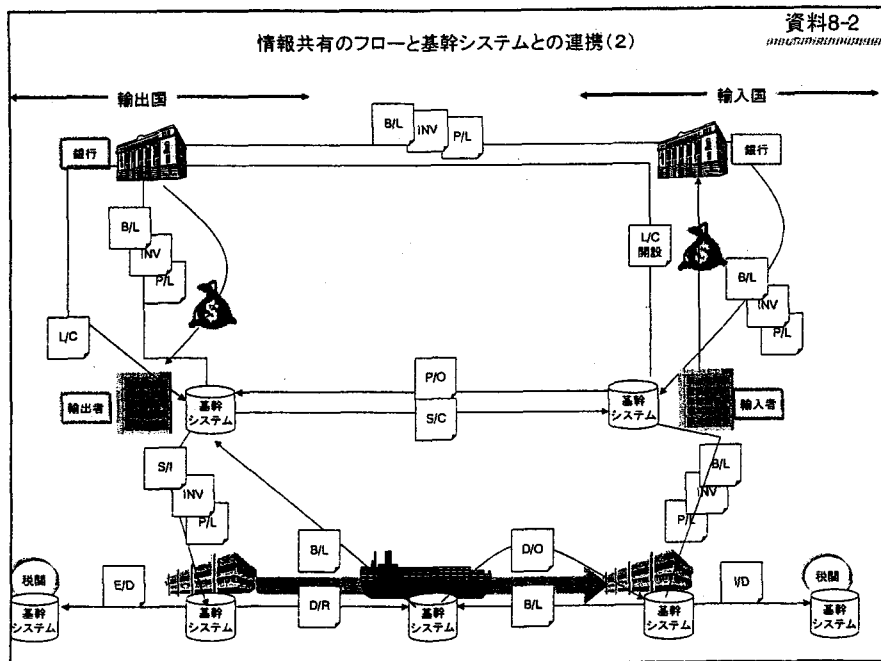 資料8-2
情報共有のフローと基幹システムとの連携(2)
輸出国
輸入国
B/L
INV
P/L
銀行
銀行
B/L
INV
P/L
L/C
開設
B/L
INV
P/L
L/C
P/O
S/C
輸出者
基幹
システム
基幹
システム
輸入者
S/I
INV
P/L
B/L
INV
P/L
B/L
D/O
税関
E/D
I/D
税関
基幹
システム
基幹
システム
D/R
基幹
システム
B/L
基幹
システム
基幹
システム